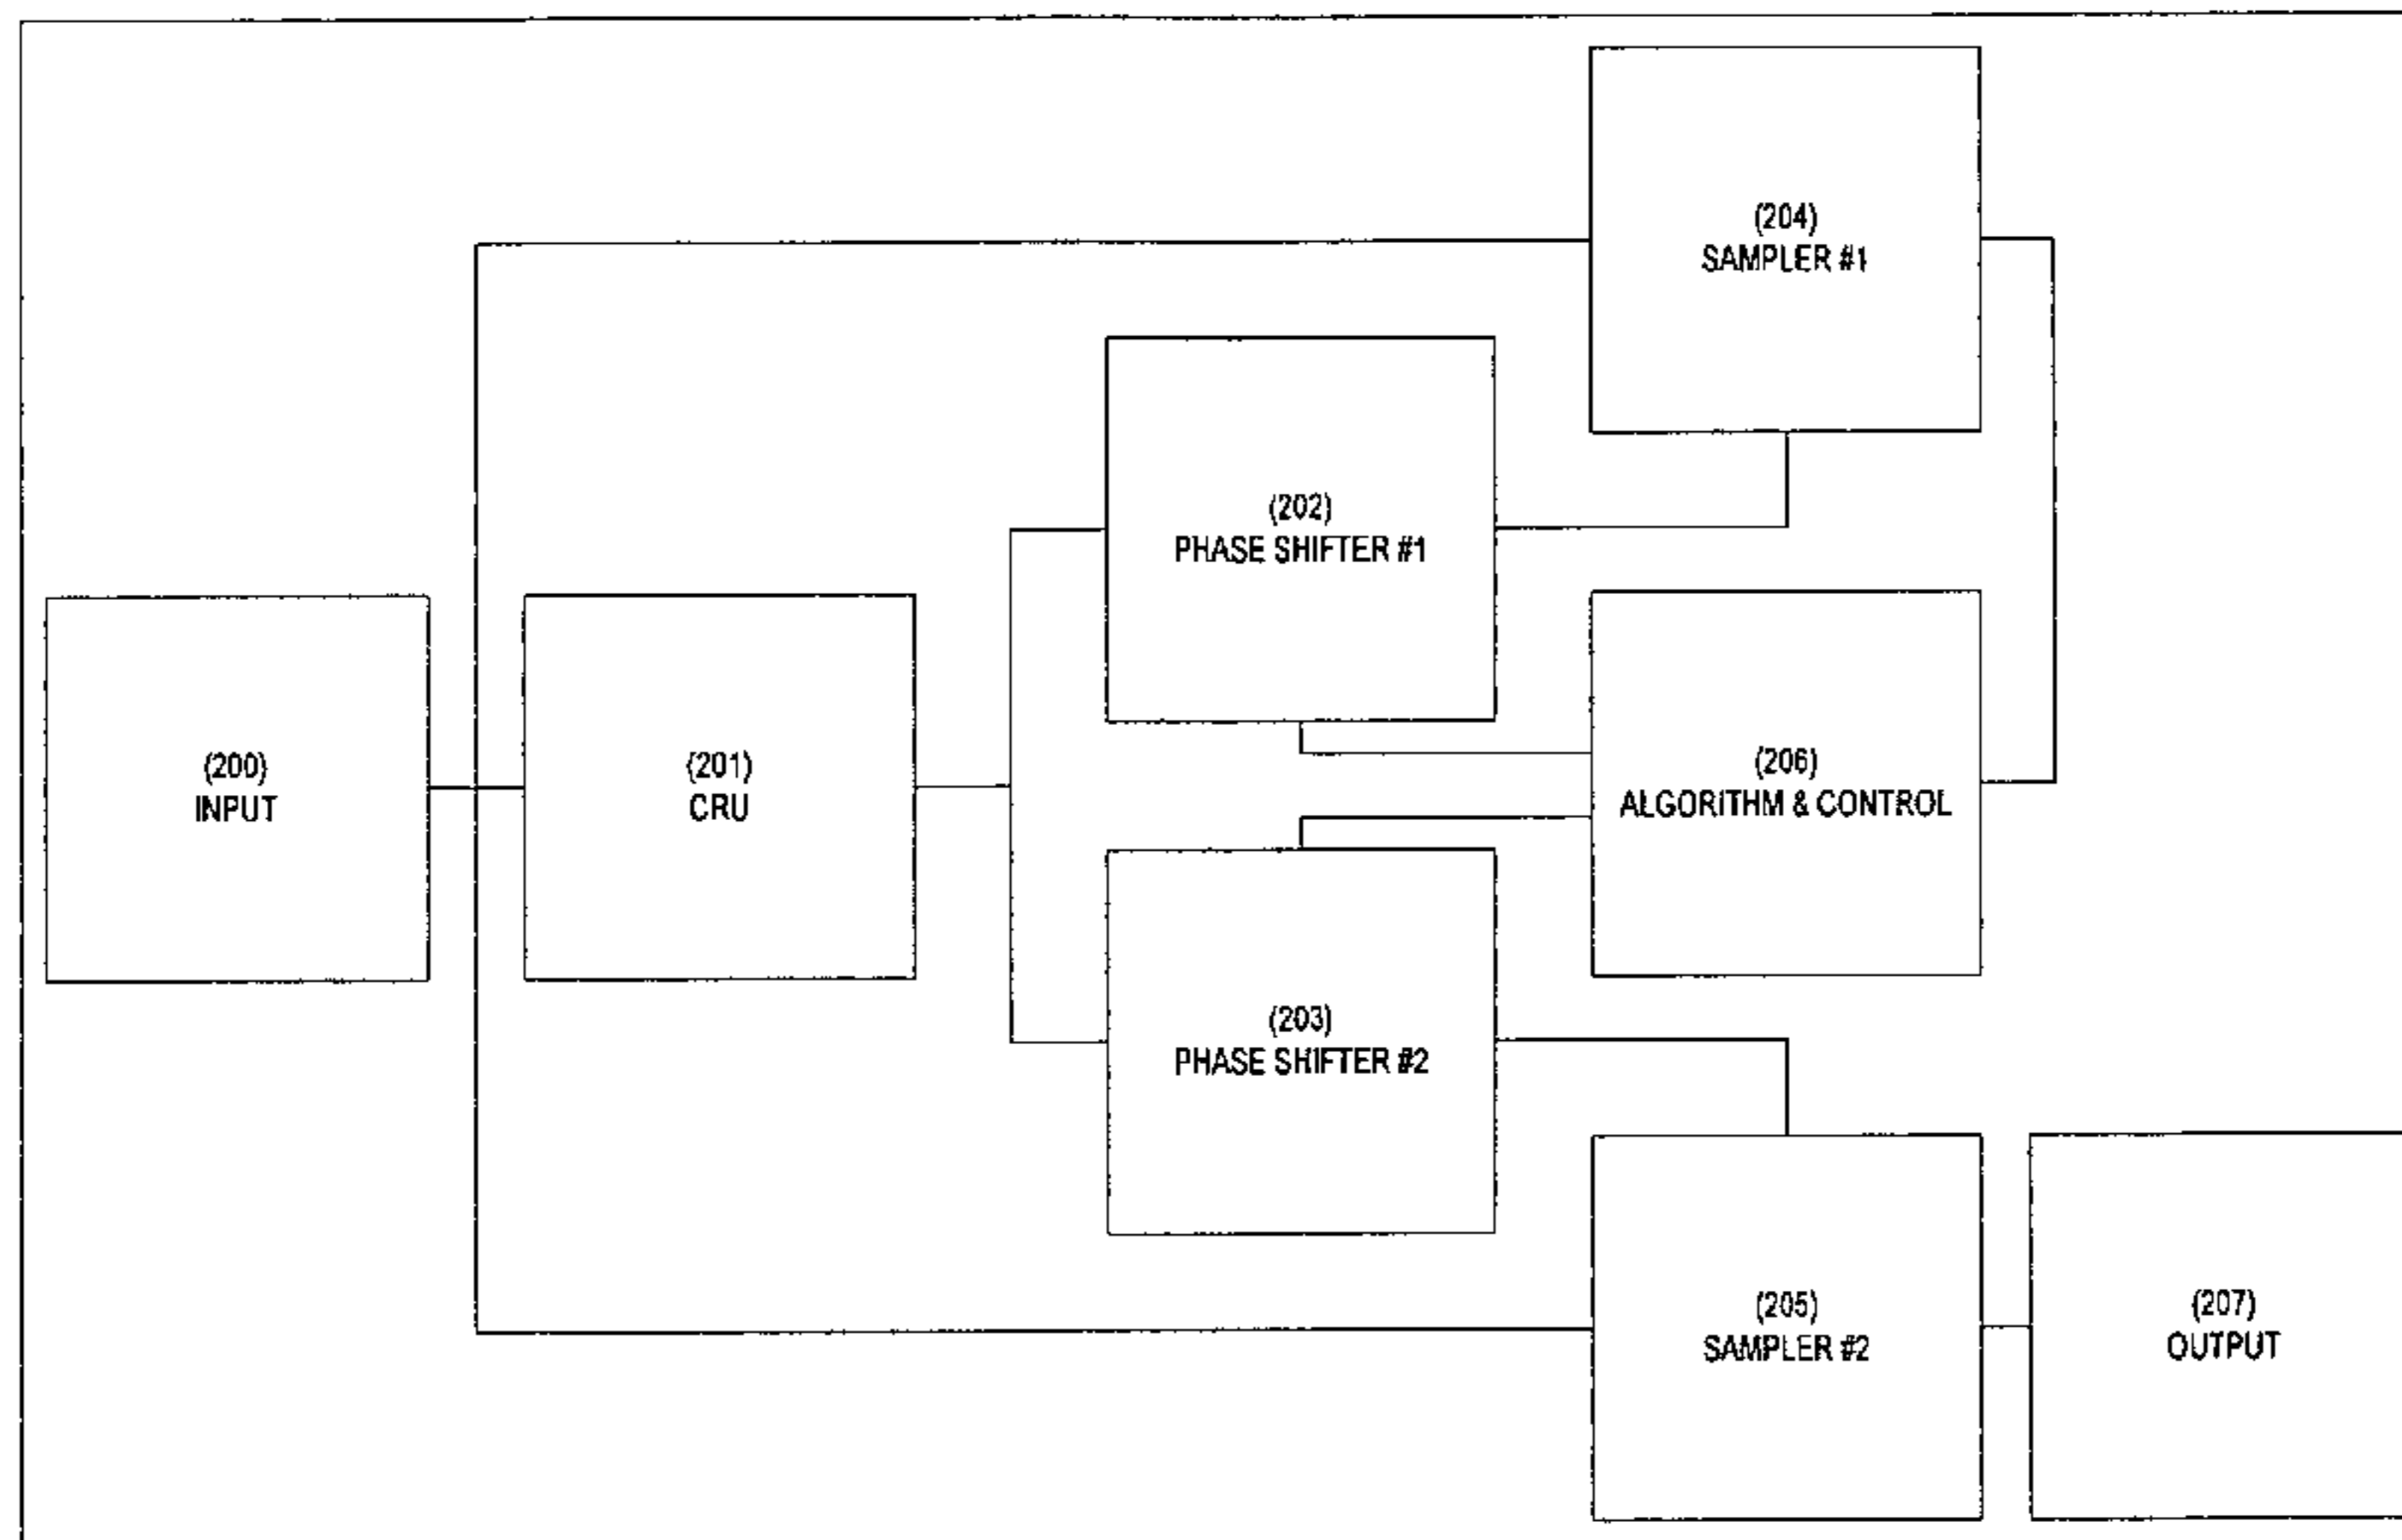 (204)
SAMPLER #1
(202)
PHASE SHIFTER #1
(200)
INPUT
(201)
CRU
(206)
ALGORITHM & CONTROL
(203)
PHASE SHIFTER #2
(205)
SAMPLER #2
(207)
OUTPUT